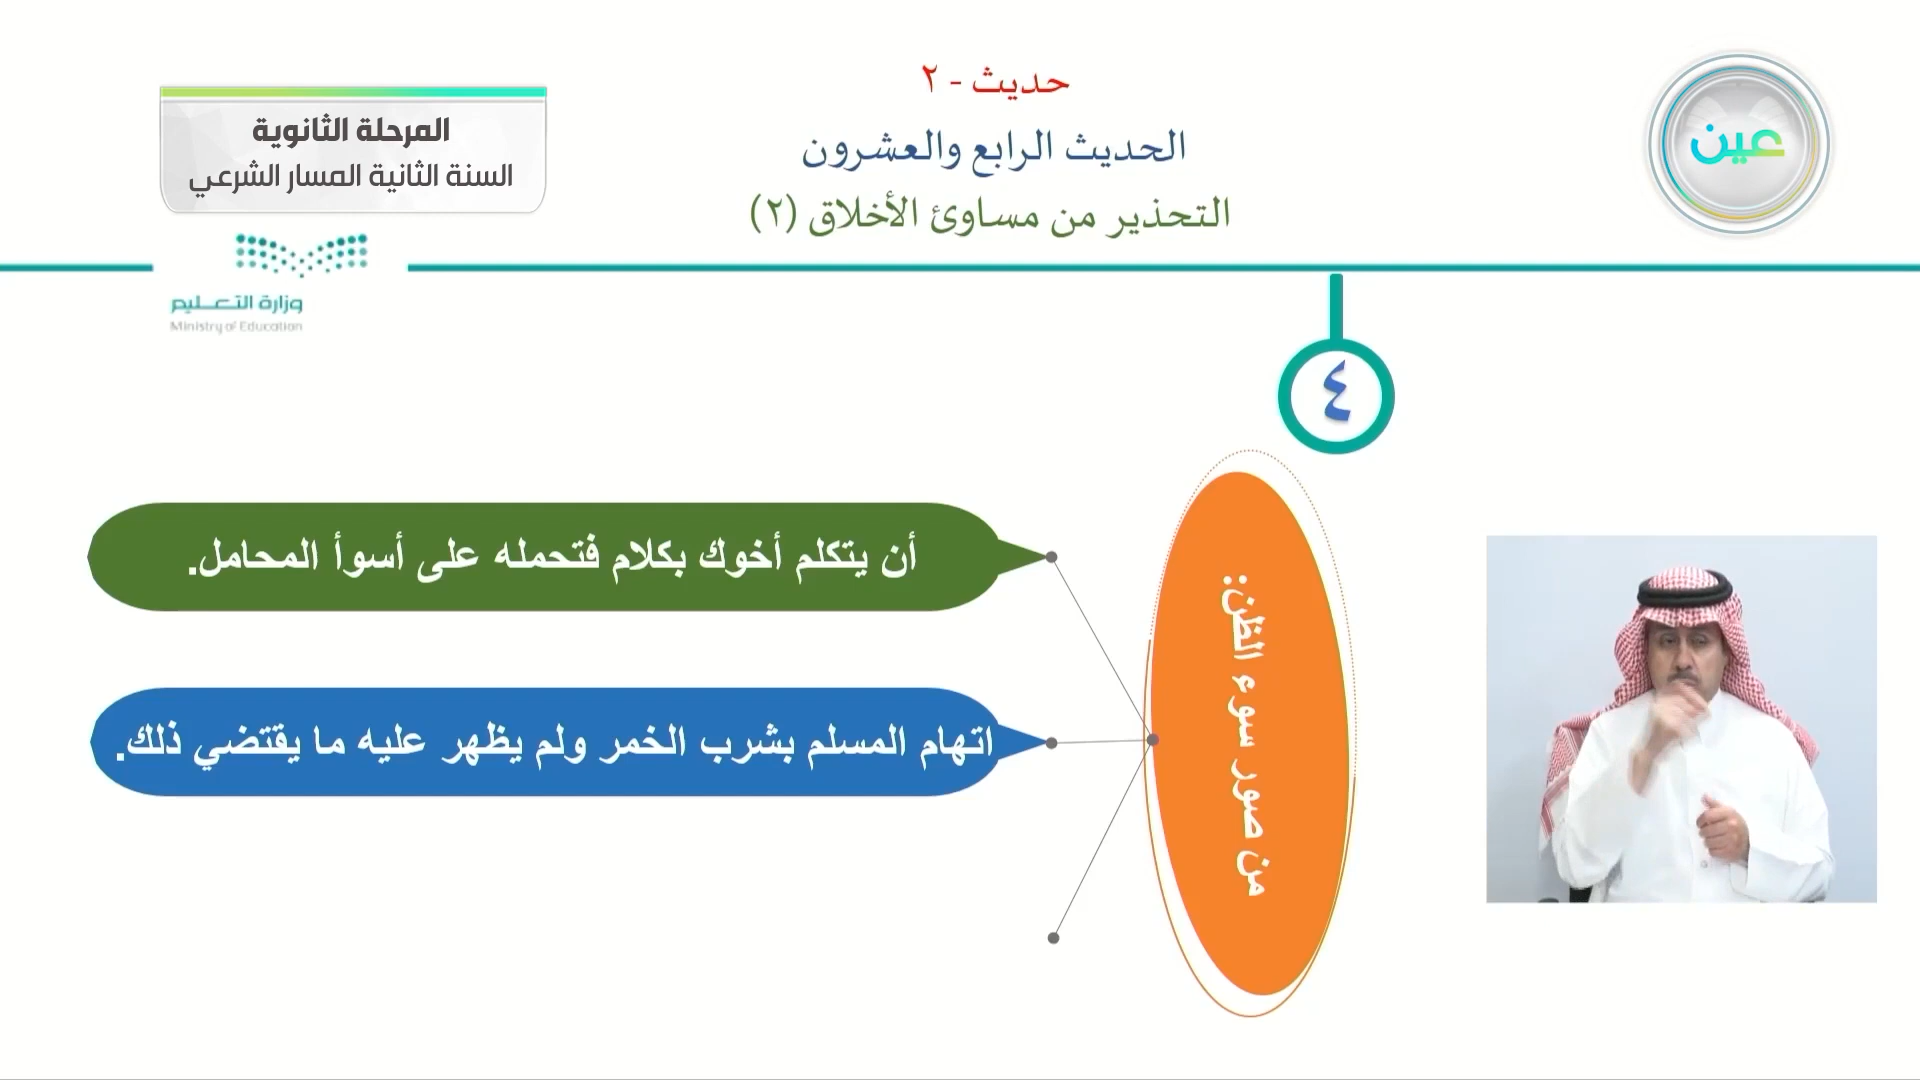 حديث - ٢
الحديث الرابع والعشرون
التحذير من مساوئ الأخلاق (٢)
عين
المرحلة الثانوية
السنة الثانية المسار الشرعي
وزارة التعـــليم
Ministry of Education
٤
من صور سوء الظن:
أن يتكلم أخوك بكلام فتحمله على أسوأ المحامل.
اتهام المسلم بشرب الخمر ولم يظهر عليه ما يقتضي ذلك.